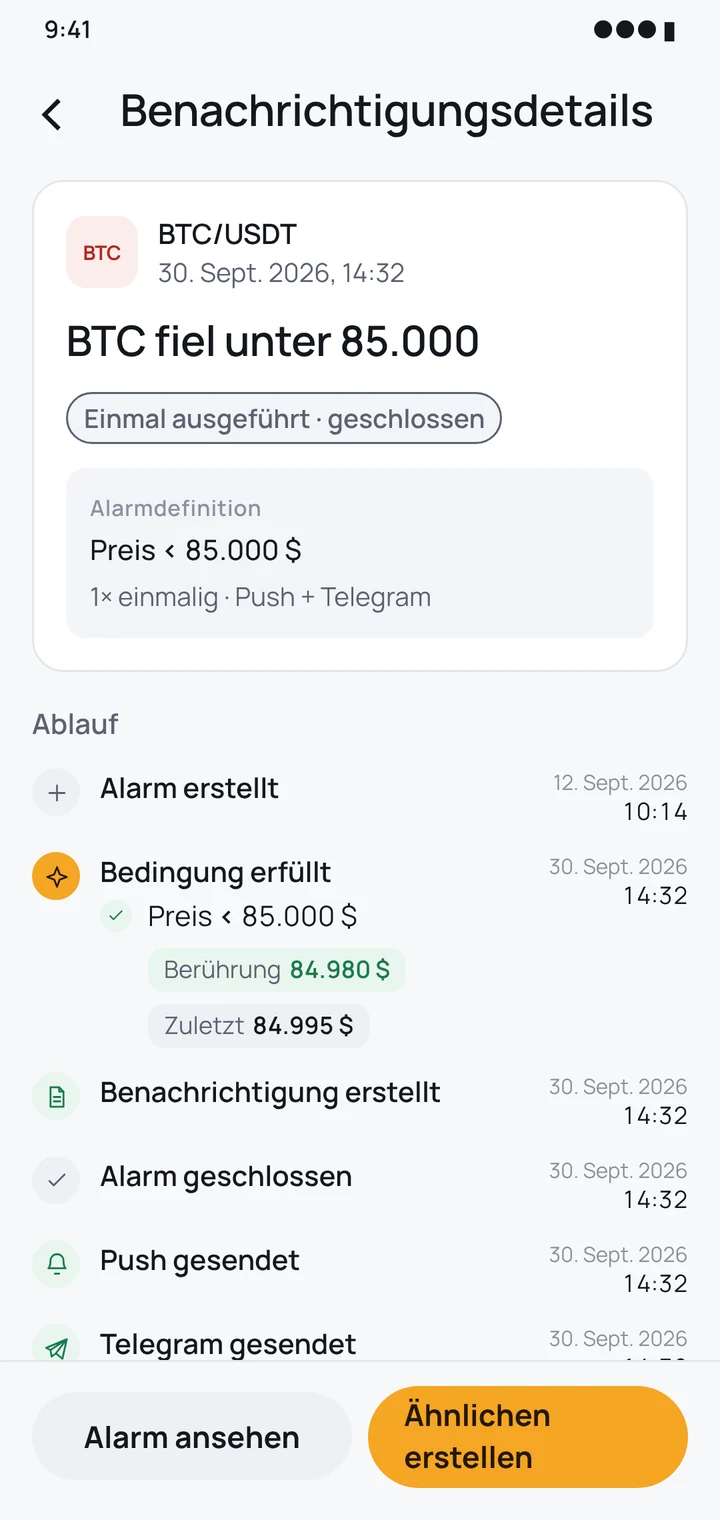 9:41
Benachrichtigungsdetails
BTC
BTC/USDT
30. Sept. 2026, 14:32
BTC fiel unter 85.000
Einmal ausgeführt · geschlossen
Alarmdefinition
Preis < 85.000 $
1× einmalig · Push + Telegram
Ablauf
Alarm erstellt
12. Sept. 2026
10:14
Bedingung erfüllt
30. Sept. 2026
14:32
Preis < 85.000 $
Berührung 84.980 $
Zuletzt 84.995 $
Benachrichtigung erstellt
30. Sept. 2026
14:32
Alarm geschlossen
30. Sept. 2026
14:32
Push gesendet
30. Sept. 2026
14:32
Telegram gesendet
30. Sept. 2026
Alarm ansehen
Ähnlichen
erstellen